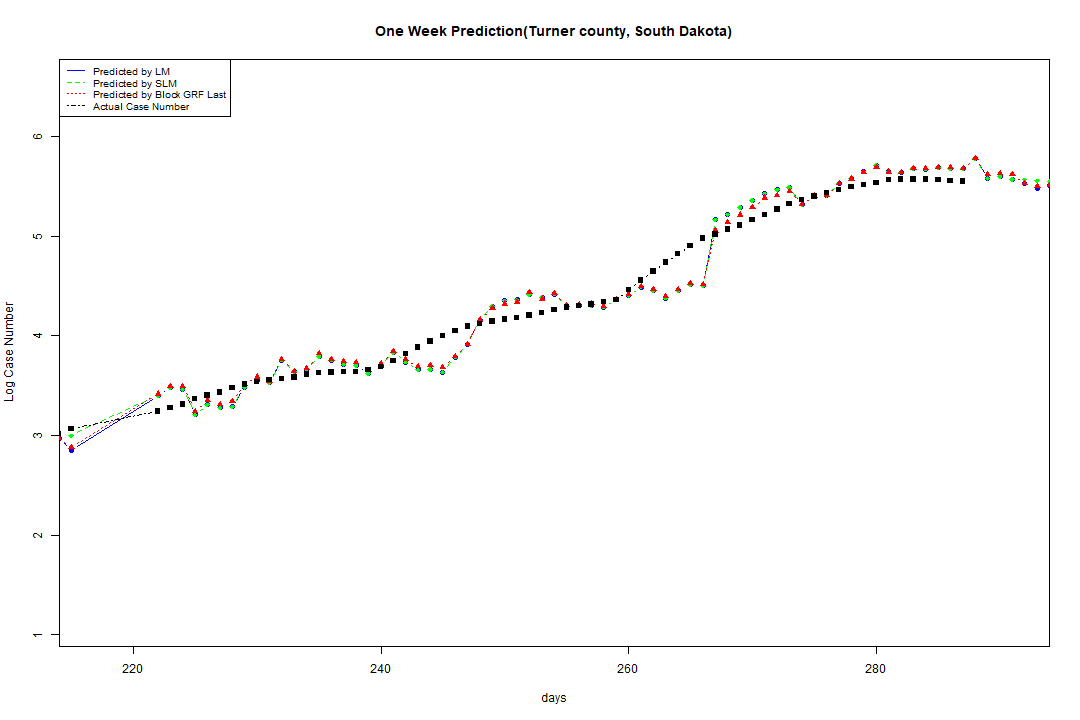 One Week Prediction(Turner county, South Dakota)
Predicted by LM
Predicted by SLM
Predicted by Block GRF Last
Actual Case Number
6
5
4
3
2
1
Log Case Number
220
240
260
280
days